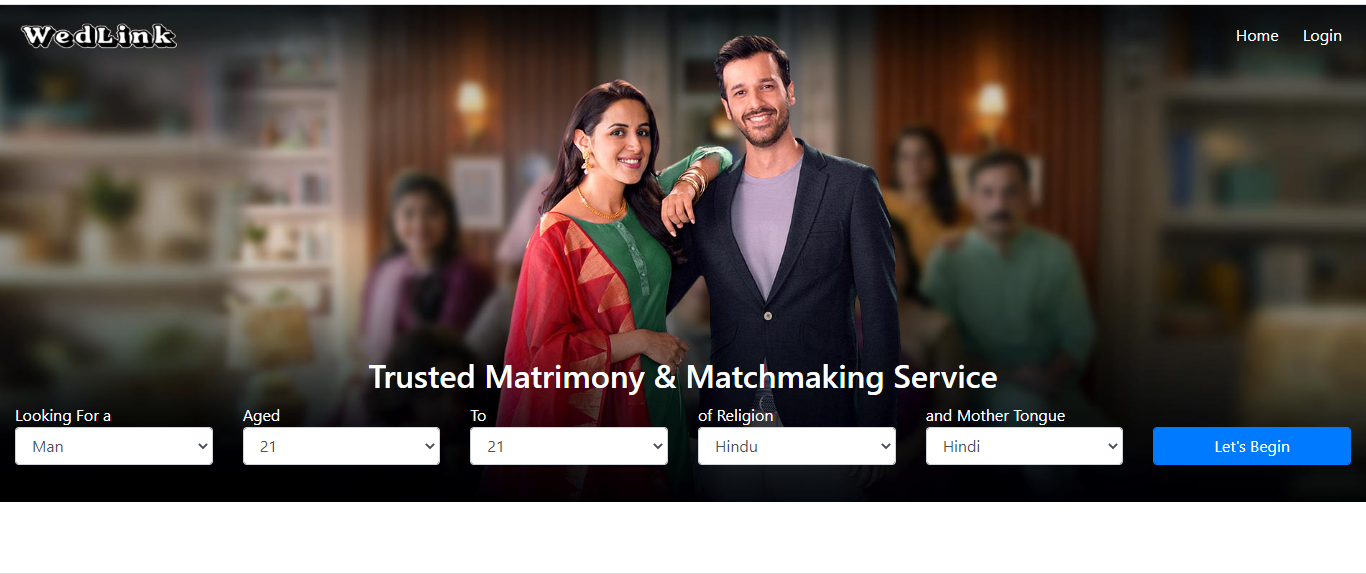 WedLink
Home Login
Trusted Matrimony & Matchmaking Service
Looking For a Aged To of Religion and Mother Tongue
Man 21 21 Hindu Hindi Let's Begin